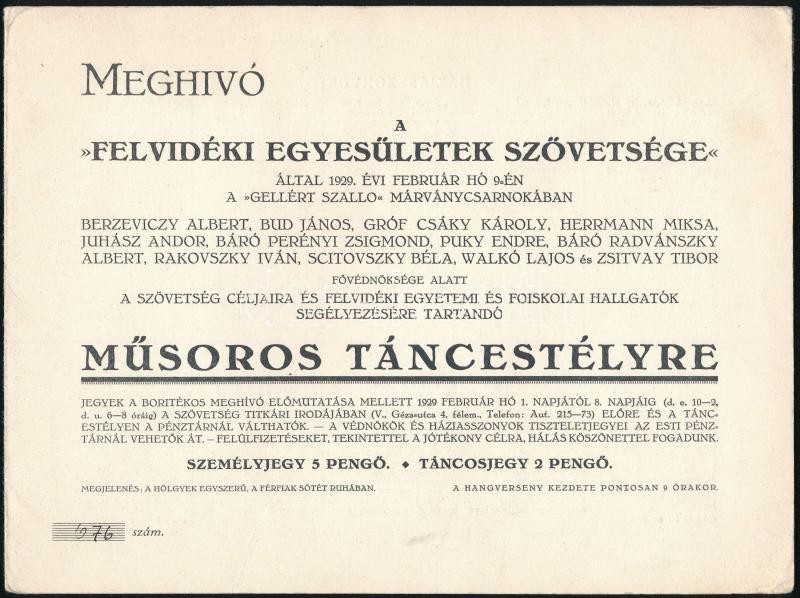 MEGHIVÓ
A
»FELVIDÉKI EGYESÜLETEK SZÖVETSÉGE«
ÁLTAL 1929. ÉVI FEBRUÁR HÓ 9-ÉN
A »GELLÉRT SZALLO« MÁRVÁNYCSARNOKÁBAN
BERZEVICZY ALBERT, BUD JÁNOS, GRÓF CSÁKY KÁROLY, HERRMANN MIKSA,
JUHÁSZ ANDOR, BÁRÓ PERÉNYI ZSIGMOND, PUKY ENDRE, BÁRÓ RADVÁNSZKY
ALBERT, RAKOVSZKY IVÁN, SCITOVSZKY BÉLA, WALKÓ LAJOS és ZSITVAY TIBOR
FŐVÉDNÖKSÉGE ALATT
A SZÖVETSÉG CÉLJAIRA ÉS FELVIDÉKI EGYETEMI ÉS FOISKOLAI HALLGATÓK
SEGÉLYEZÉSÉRE TARTANDÓ
MŰSOROS TÁNCESTÉLYRE
JEGYEK A BORITÉKOS MEGHÍVÓ ELŐMUTATÁSA MELLETT 1929 FEBRUÁR HÓ 1. NAPJÁTÓL 8. NAPJÁIG (d. e. 10—2,
d. u. 6—8 óráig) A SZÖVETSÉG TITKÁRI IRODÁJÁBAN (V., Géza-utca 4, félem., Telefon: Aut. 215—73) ELŐRE ÉS A TÁNC-
ESTÉLYEN A PÉNZTÁRNÁL VÁLTHATÓK. — A VÉDNÖKÖK ÉS HÁZIASSZONYOK TISZTELETJEGYEI AZ ESTI PÉNZ-
TÁRNÁL VEHETŐK ÁT. — FELÜLFIZETÉSEKET, TEKINTETTEL A JÓTÉKONY CÉLRA, HÁLÁS KÖSZÖNETTEL FOGADUNK.
SZEMÉLYJEGY 5 PENGŐ. ◆ TÁNCOSJEGY 2 PENGŐ.
MEGJELENÉS: A HÖLGYEK EGYSZERŰ, A FÉRFIAK SÖTÉT RUHÁBAN. A HANGVERSENY KEZDETE PONTOSAN 9 ÓRAKOR.
676 szám.